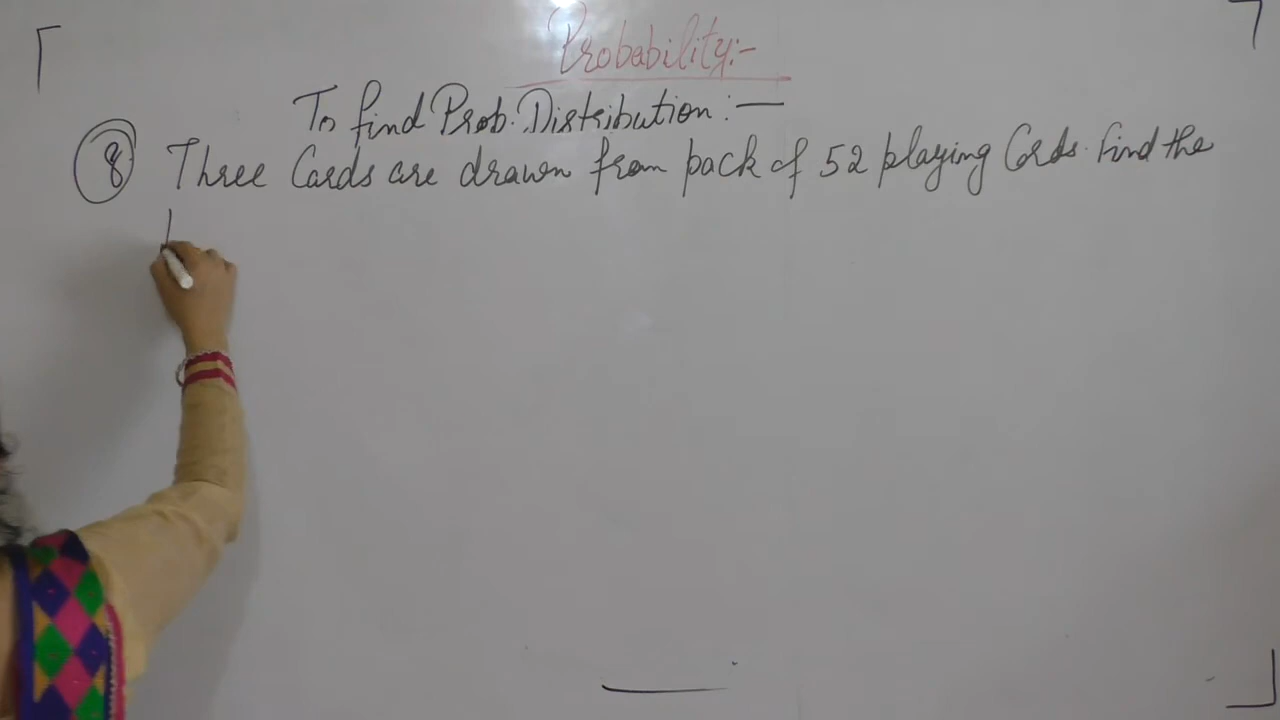 Probability:-
To find Prob. Distribution:—
8 Three Cards are drawn from pack of 52 playing Cards. Find the